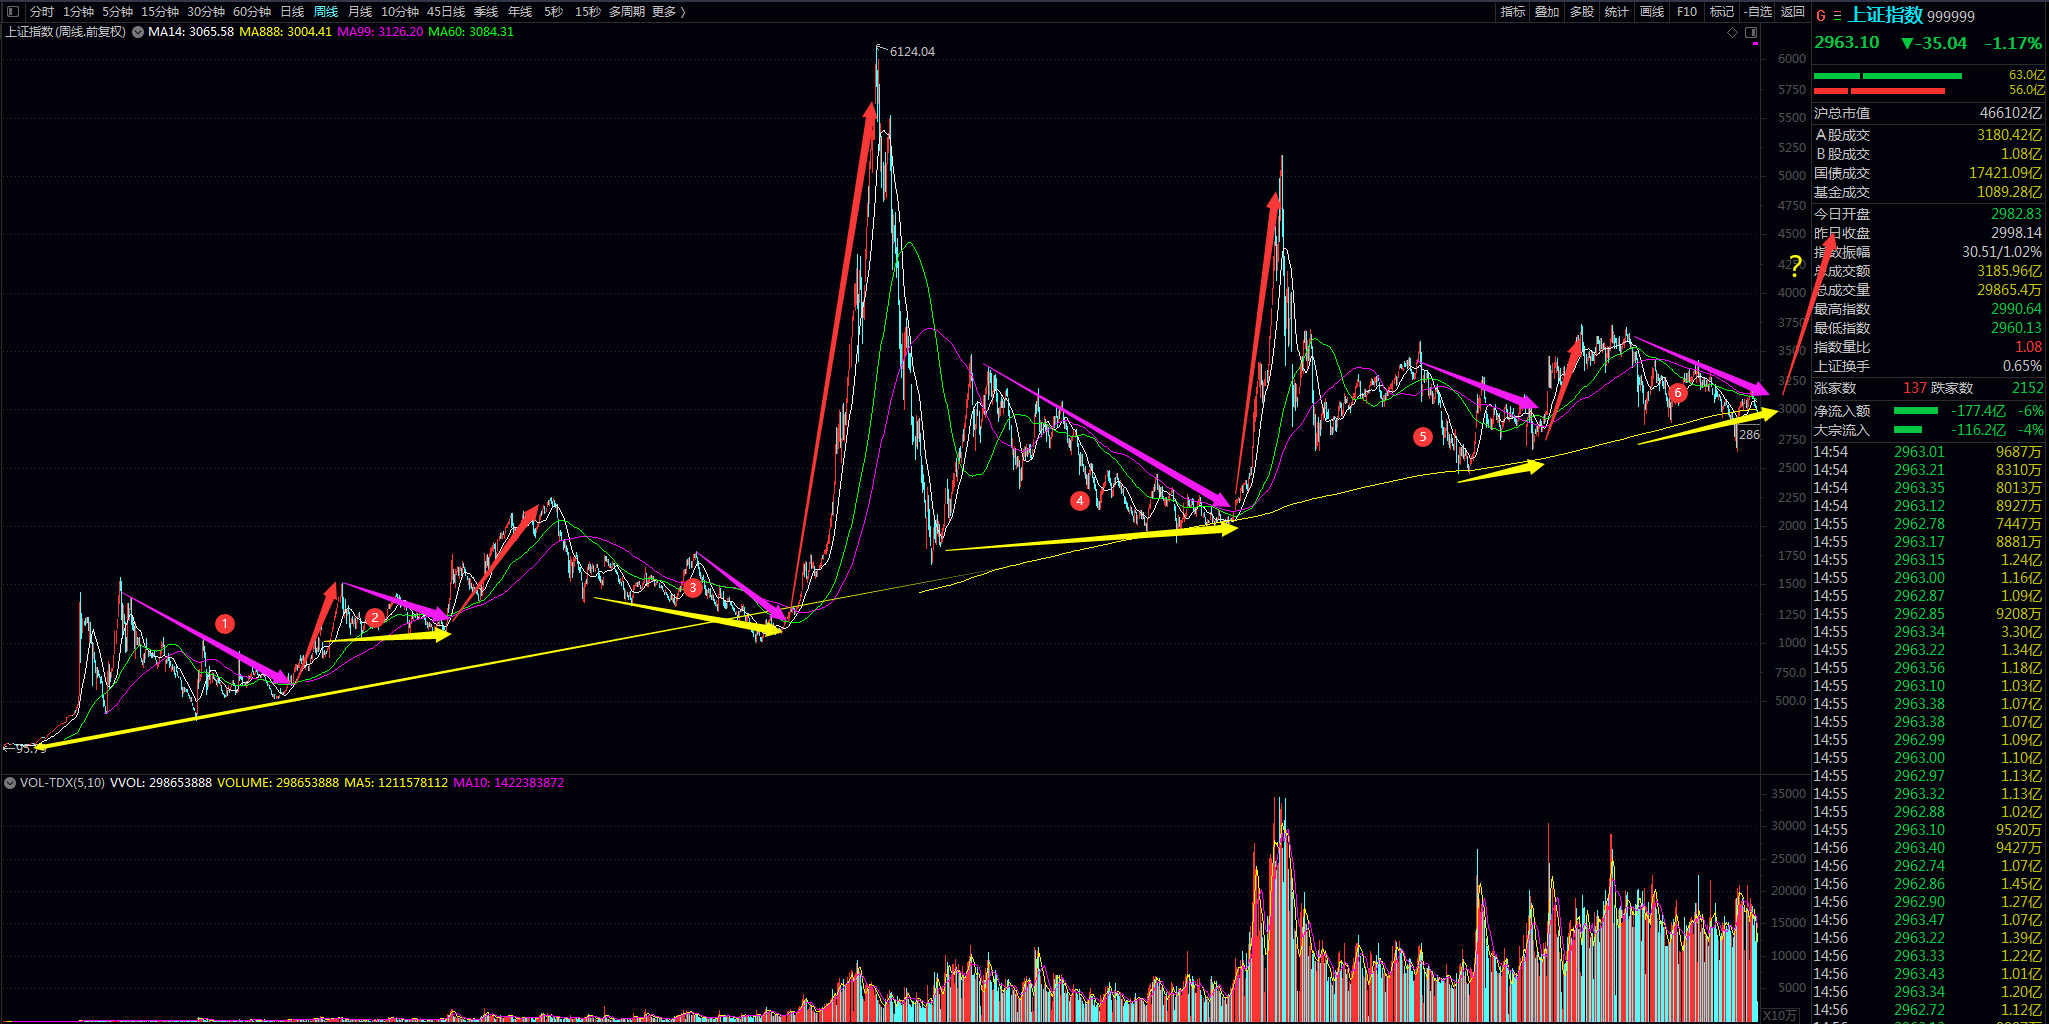 分时 1分钟 5分钟 15分钟 30分钟 60分钟 日线 周线 月线 10分钟 45日线 季线 年线 5秒 15秒 多周期 更多 〉
指标 叠加 多股 统计 画线 F10 标记 -自选 返回
G 三 上证指数 999999
上证指数(周线.前复权) MA14: 3065.58 MA888: 3004.41 MA99: 3126.20 MA60: 3084.31
2963.10 ▼-35.04 -1.17%
6124.04
6000
5750
5500
5250
5000
4750
4500
4250
4000
3750
3500
3250
3000
2750
2500
2250
2000
1750
1500
1250
1000
750.0
500.0
1
2
3
4
5
6
?
286
←95.79
63.0亿
56.0亿
沪总市值 466102亿
A股成交 3180.42亿
B股成交 1.08亿
国债成交 17421.09亿
基金成交 1089.28亿
今日开盘 2982.83
昨日收盘 2998.14
指数振幅 30.51/1.02%
总成交额 3185.96亿
总成交量 29865.4万
最高指数 2990.64
最低指数 2960.13
指数量比 1.08
上证换手 0.65%
涨家数 137 跌家数 2152
净流入额 -177.4亿 -6%
大宗流入 -116.2亿 -4%
14:54 2963.01 9687万
14:54 2963.21 8310万
14:54 2963.35 8013万
14:54 2963.12 8927万
14:55 2962.78 7447万
14:55 2963.17 8881万
14:55 2963.15 1.24亿
14:55 2963.00 1.16亿
14:55 2962.87 1.09亿
14:55 2962.85 9208万
14:55 2963.34 3.30亿
14:55 2963.22 1.34亿
14:55 2963.56 1.18亿
14:55 2963.10 1.03亿
14:55 2963.38 1.07亿
14:55 2963.38 1.07亿
14:55 2962.99 1.09亿
14:55 2963.00 1.10亿
14:55 2962.97 1.13亿
14:55 2963.32 1.13亿
14:55 2962.88 1.02亿
14:55 2963.10 9520万
14:56 2963.40 9427万
14:56 2962.74 1.07亿
14:56 2962.86 1.45亿
14:56 2962.90 1.27亿
14:56 2963.47 1.07亿
14:56 2963.22 1.39亿
14:56 2963.33 1.22亿
14:56 2963.43 1.01亿
14:56 2963.34 1.20亿
14:56 2962.72 1.12亿
VOL-TDX(5,10) VVOL: 298653888 VOLUME: 298653888 MA5: 1211578112 MA10: 1422383872
35000
30000
25000
20000
15000
10000
5000
X10万